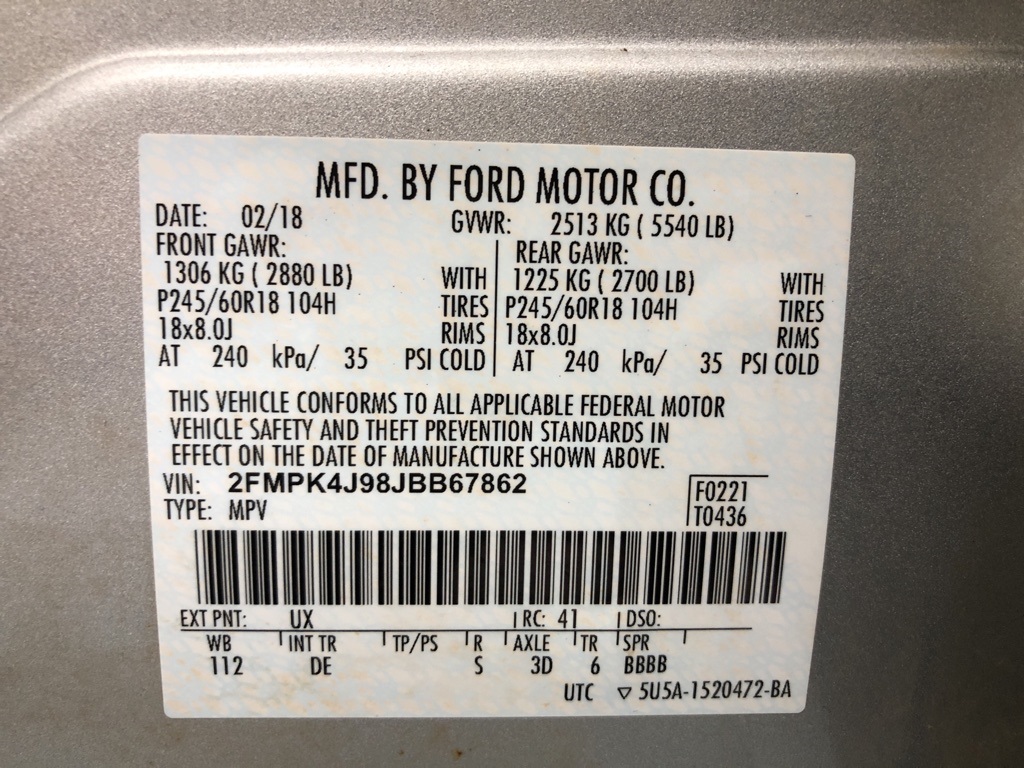 MFD. BY FORD MOTOR CO.
DATE: 02/18 GVWR: 2513 KG ( 5540 LB)
FRONT GAWR: REAR GAWR:
1306 KG ( 2880 LB) WITH 1225 KG ( 2700 LB) WITH
P245/60R18 104H TIRES P245/60R18 104H TIRES
18x8.0J RIMS 18x8.0J RIMS
AT 240 kPa/ 35 PSI COLD AT 240 kPa/ 35 PSI COLD
THIS VEHICLE CONFORMS TO ALL APPLICABLE FEDERAL MOTOR
VEHICLE SAFETY AND THEFT PREVENTION STANDARDS IN
EFFECT ON THE DATE OF MANUFACTURE SHOWN ABOVE.
VIN: 2FMPK4J98JBB67862 F0221
TYPE: MPV T0436
EXT PNT: UX RC: 41 DSO:
WB INT TR TP/PS R AXLE TR SPR
112 DE S 3D 6 BBBB
UTC ▽ 5U5A-1520472-BA